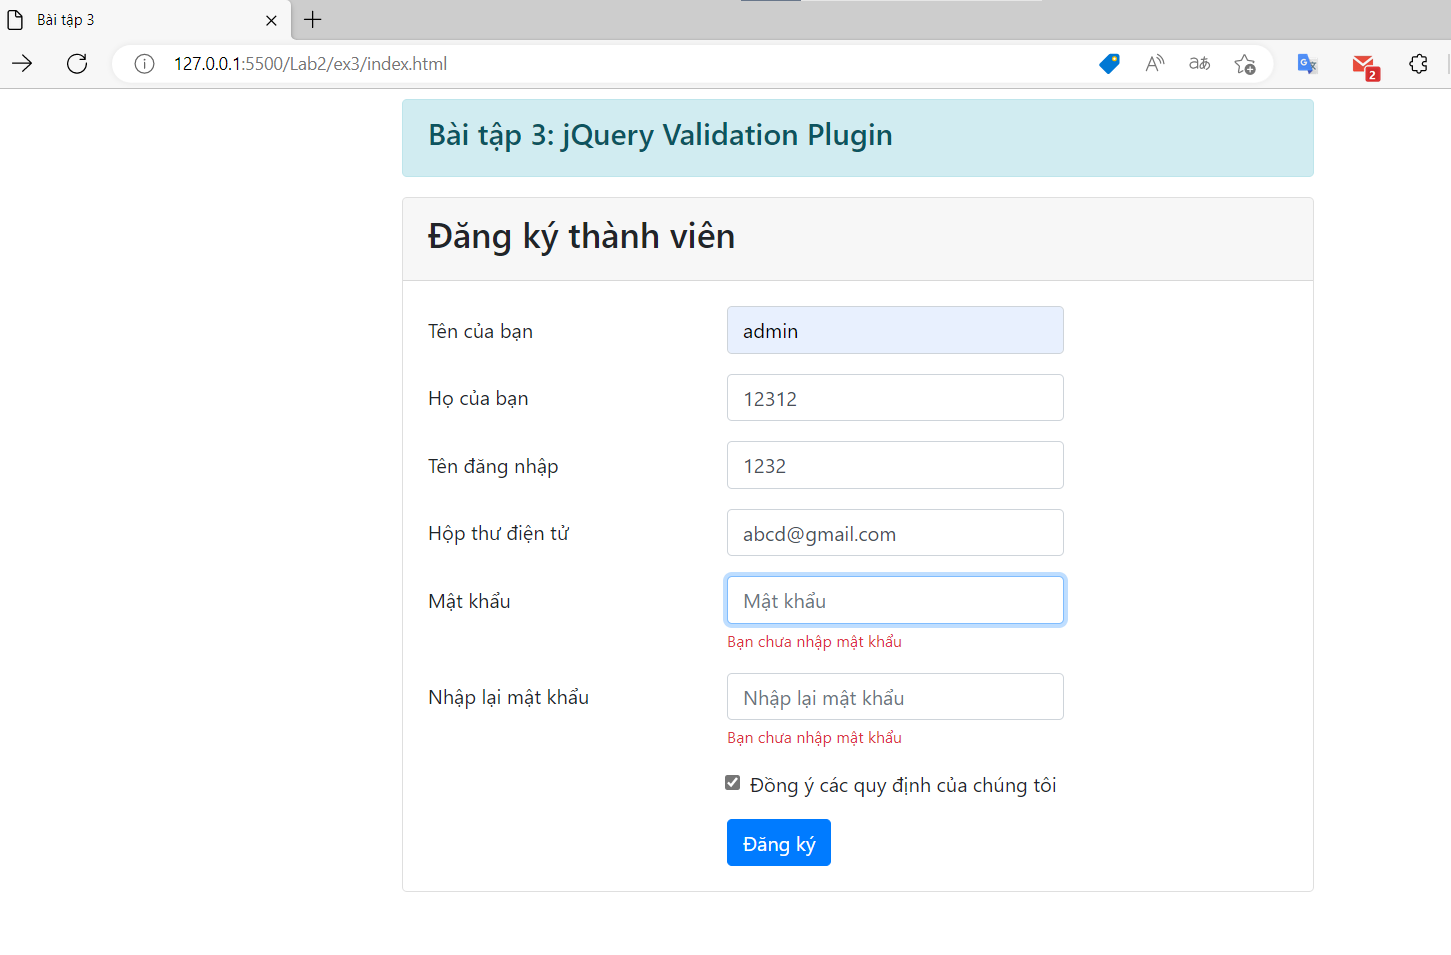 Bài tập 3
127.0.0.1:5500/Lab2/ex3/index.html
2
Bài tập 3: jQuery Validation Plugin
Đăng ký thành viên
Tên của bạn
admin
Họ của bạn
12312
Tên đăng nhập
1232
Hộp thư điện tử
abcd@gmail.com
Mật khẩu
Mật khẩu
Bạn chưa nhập mật khẩu
Nhập lại mật khẩu
Nhập lại mật khẩu
Bạn chưa nhập mật khẩu
Đồng ý các quy định của chúng tôi
Đăng ký